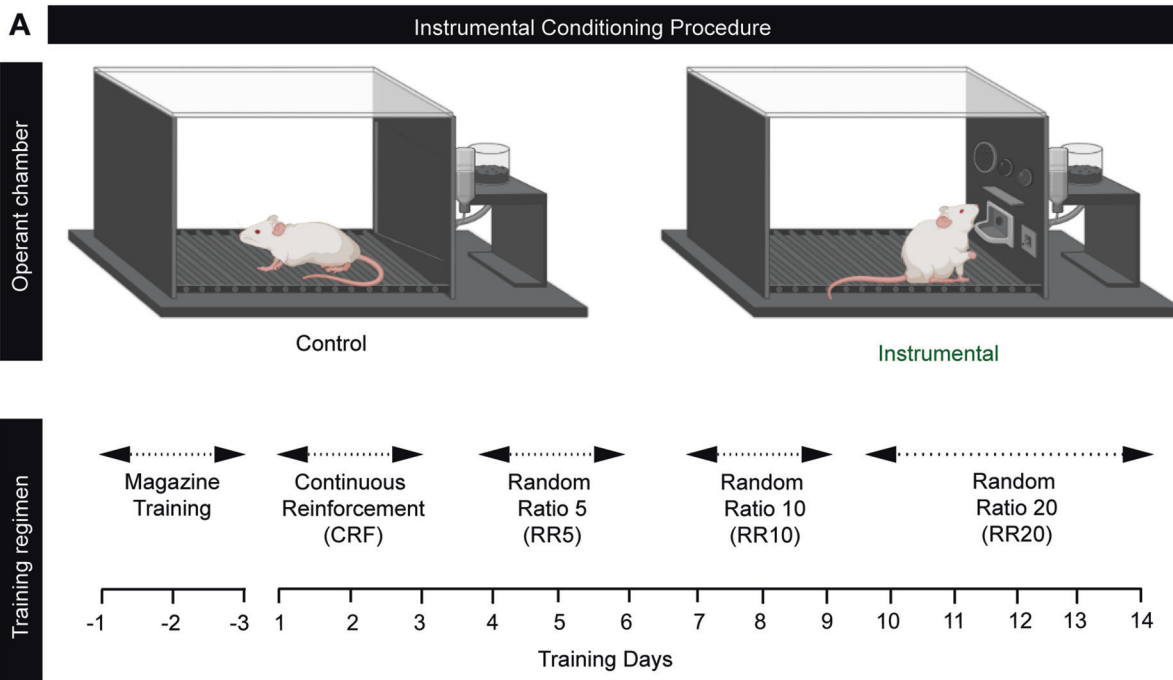 A
Instrumental Conditioning Procedure
Operant chamber
Control
Instrumental
Training regimen
Magazine
Training
Continuous
Reinforcement
(CRF)
Random
Ratio 5
(RR5)
Random
Ratio 10
(RR10)
Random
Ratio 20
(RR20)
-1 -2 -3 1 2 3 4 5 6 7 8 9 10 11 12 13 14
Training Days